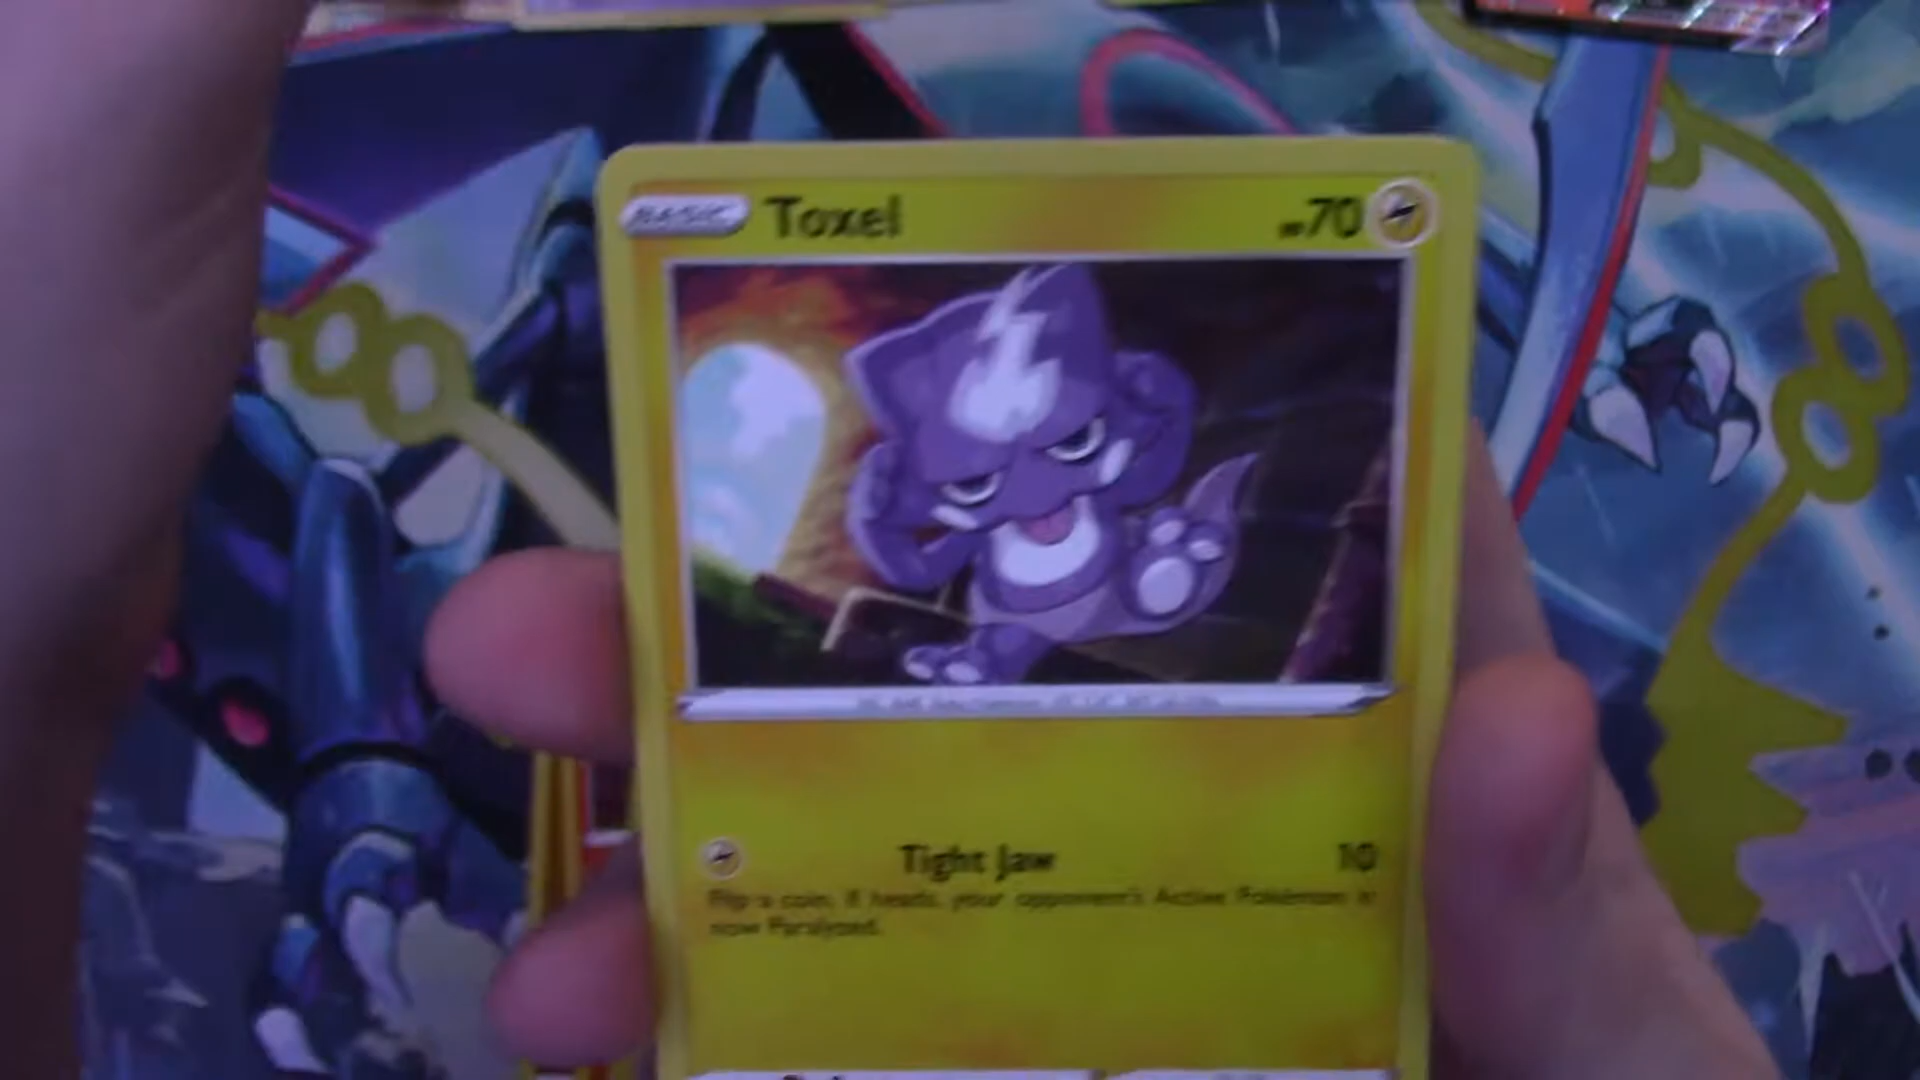 BASIC Toxel HP70
Tight Jaw 10
Flip a coin. If heads, your opponent's Active Pokémon is
now Paralyzed.